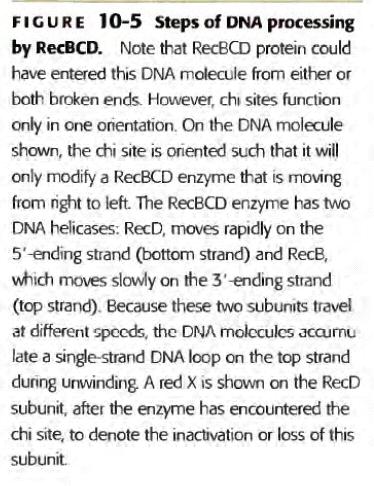 FIGURE 10-5 Steps of DNA processing
by RecBCD. Note that RecBCD protein could
have entered this DNA molecule from either or
both broken ends. However, chi sites function
only in one orientation. On the DNA molecule
shown, the chi site is oriented such that it will
only modify a RecBCD enzyme that is moving
from right to left. The RecBCD enzyme has two
DNA helicases: RecD, moves rapidly on the
5'-ending strand (bottom strand) and RecB,
which moves slowly on the 3'-ending strand
(top strand). Because these two subunits travel
at different speeds, the DNA molecules accumu
late a single-strand DNA loop on the top strand
during unwinding. A red X is shown on the RecD
subunit, after the enzyme has encountered the
chi site, to denote the inactivation or loss of this
subunit.